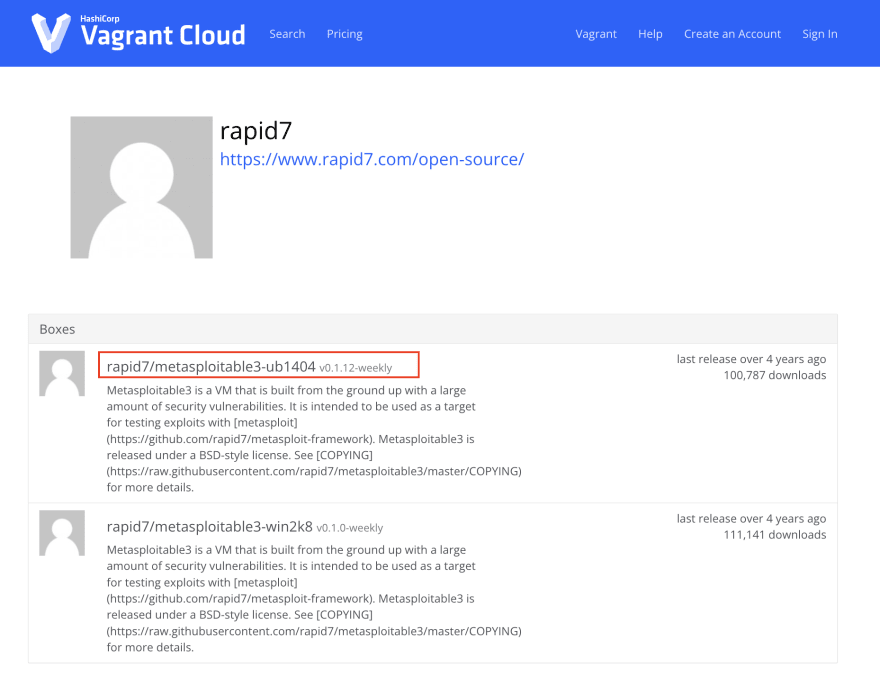 HashiCorp
Vagrant Cloud
Search
Pricing
Vagrant
Help
Create an Account
Sign In
rapid7
https://www.rapid7.com/open-source/
Boxes
rapid7/metasploitable3-ub1404 v0.1.12-weekly
last release over 4 years ago
100,787 downloads
Metasploitable3 is a VM that is built from the ground up with a large
amount of security vulnerabilities. It is intended to be used as a target
for testing exploits with [metasploit]
(https://github.com/rapid7/metasploit-framework). Metasploitable3 is
released under a BSD-style license. See [COPYING]
(https://raw.githubusercontent.com/rapid7/metasploitable3/master/COPYING)
for more details.
rapid7/metasploitable3-win2k8 v0.1.0-weekly
last release over 4 years ago
111,141 downloads
Metasploitable3 is a VM that is built from the ground up with a large
amount of security vulnerabilities. It is intended to be used as a target
for testing exploits with [metasploit]
(https://github.com/rapid7/metasploit-framework). Metasploitable3 is
released under a BSD-style license. See [COPYING]
(https://raw.githubusercontent.com/rapid7/metasploitable3/master/COPYING)
for more details.